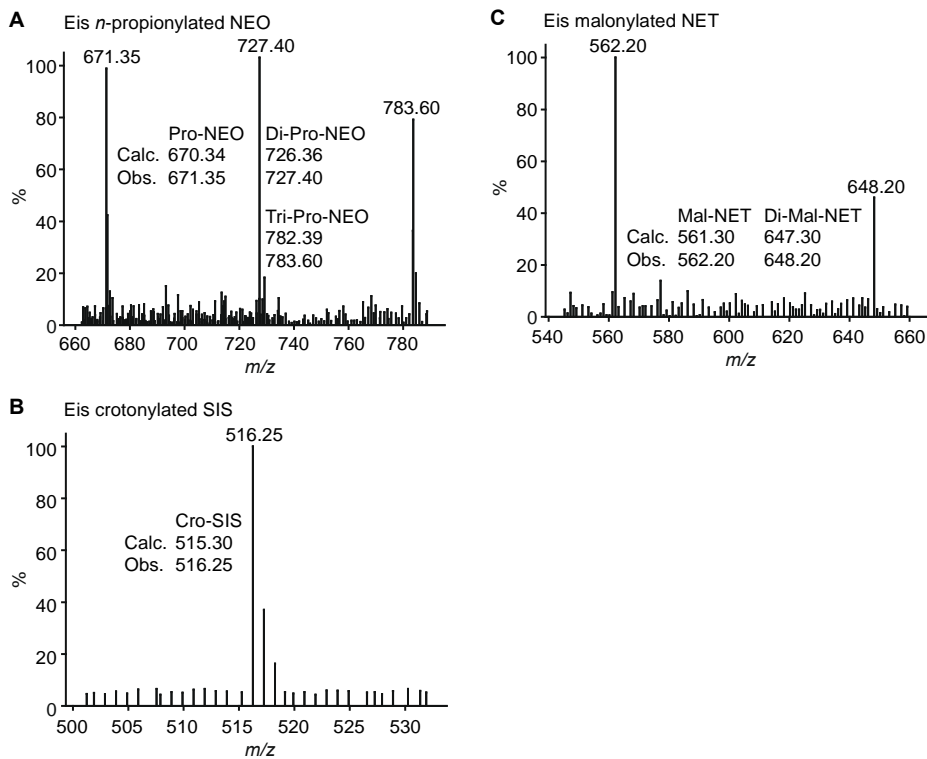 A Eis n-propionylated NEO
671.35 727.40 783.60
Pro-NEO Di-Pro-NEO
Calc. 670.34 726.36
Obs. 671.35 727.40
Tri-Pro-NEO
782.39
783.60
100
80
60
40
20
0
%
660 680 700 720 740 760 780
m/z
B Eis crotonylated SIS
516.25
Cro-SIS
Calc. 515.30
Obs. 516.25
100
80
60
40
20
0
%
500 505 510 515 520 525 530
m/z
C Eis malonylated NET
562.20
648.20
Mal-NET Di-Mal-NET
Calc. 561.30 647.30
Obs. 562.20 648.20
100
80
60
40
20
0
%
540 560 580 600 620 640 660
m/z